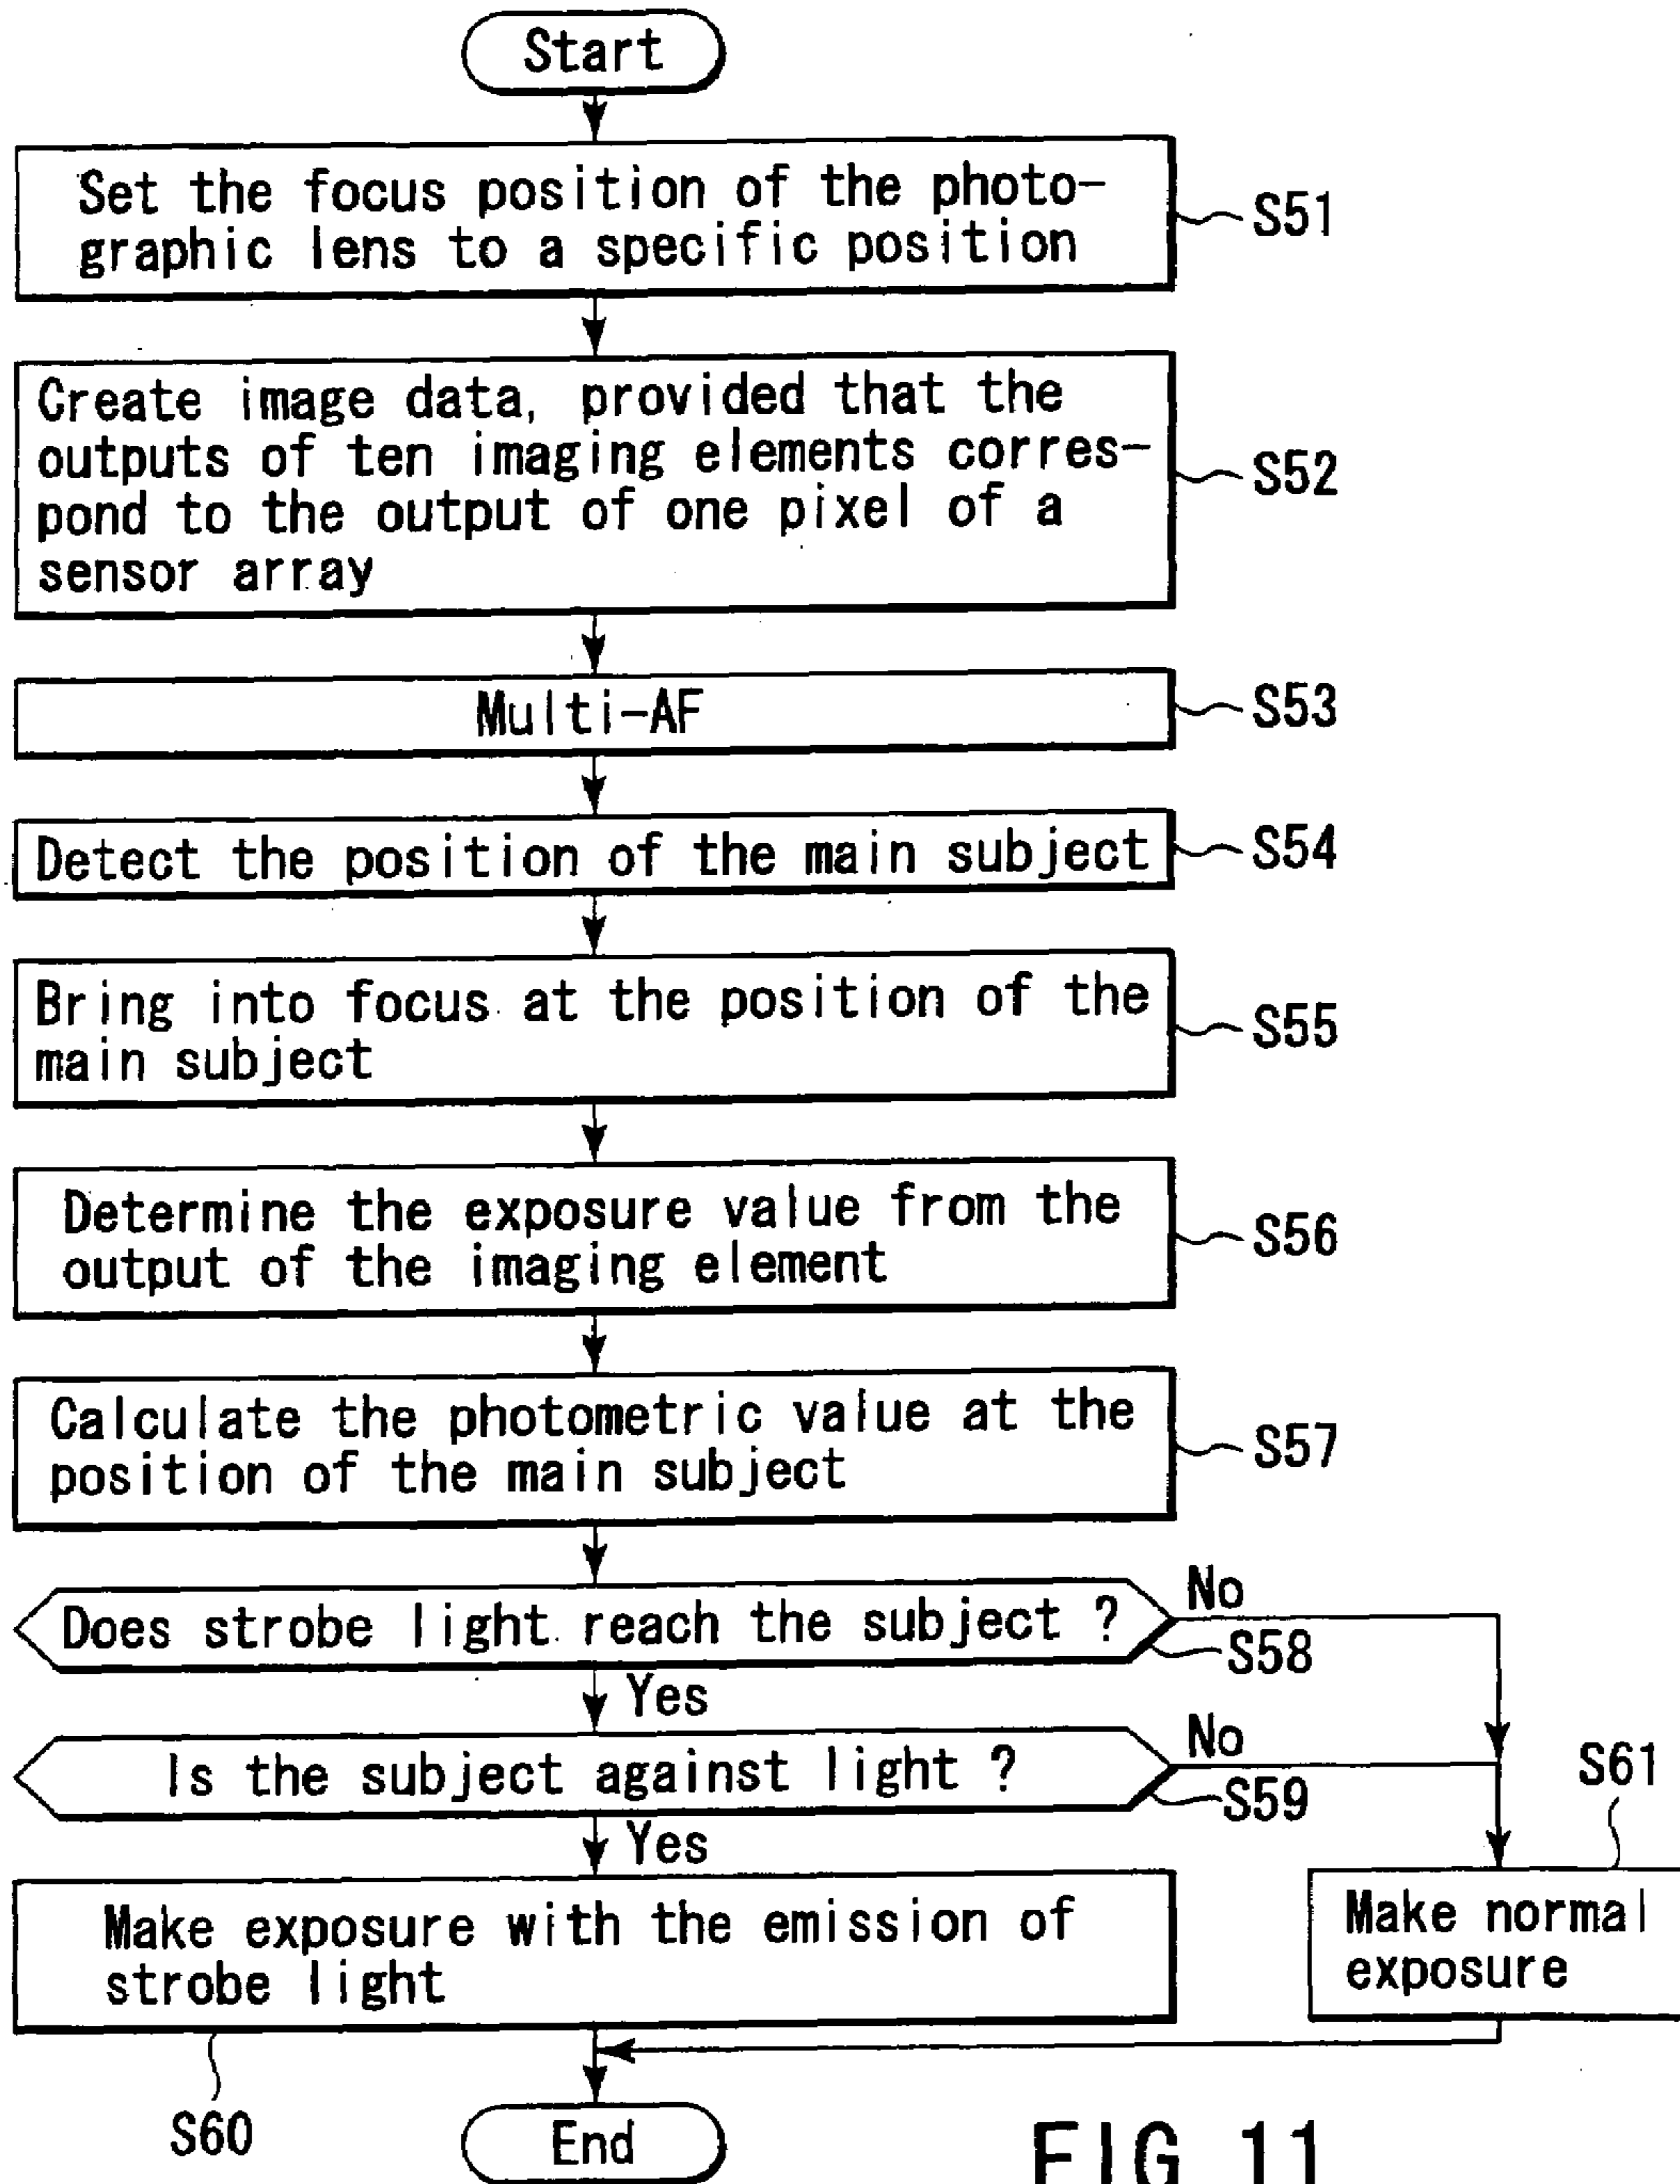 Start
Set the focus position of the photo-
graphic lens to a specific position
S51
Create image data, provided that the
outputs of ten imaging elements corres-
pond to the output of one pixel of a
sensor array
S52
Multi-AF
S53
Detect the position of the main subject
S54
Bring into focus at the position of the
main subject
S55
Determine the exposure value from the
output of the imaging element
S56
Calculate the photometric value at the
position of the main subject
S57
Does strobe light reach the subject ?
No
S58
Yes
Is the subject against light ?
No
S59
S61
Yes
Make exposure with the emission of
strobe light
Make normal
exposure
S60
End
FIG 11